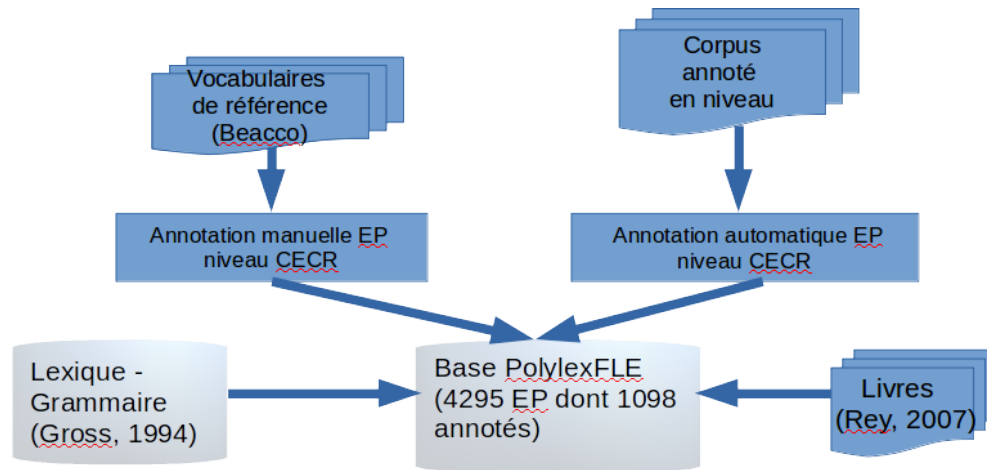 Vocabulaires
de référence
(Beacco)
Corpus
annoté
en niveau
Annotation manuelle EP
niveau CECR
Annotation automatique EP
niveau CECR
Lexique -
Grammaire
(Gross, 1994)
Base PolylexFLE
(4295 EP dont 1098
annotés)
Livres
(Rey, 2007)